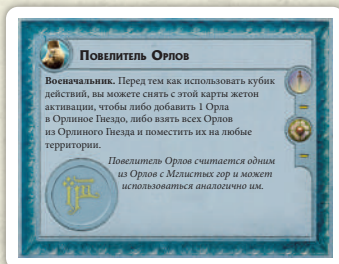 Повелитель Орлов
Военачальник. Перед тем как использовать кубик
действий, вы можете снять с этой карты жетон
активации, чтобы либо добавить 1 Орла
в Орлиное Гнездо, либо взять всех Орлов
из Орлиного Гнезда и поместить их на любые
территории.
Повелитель Орлов считается одним
из Орлов с Мглистых гор и может
использоваться аналогично им.